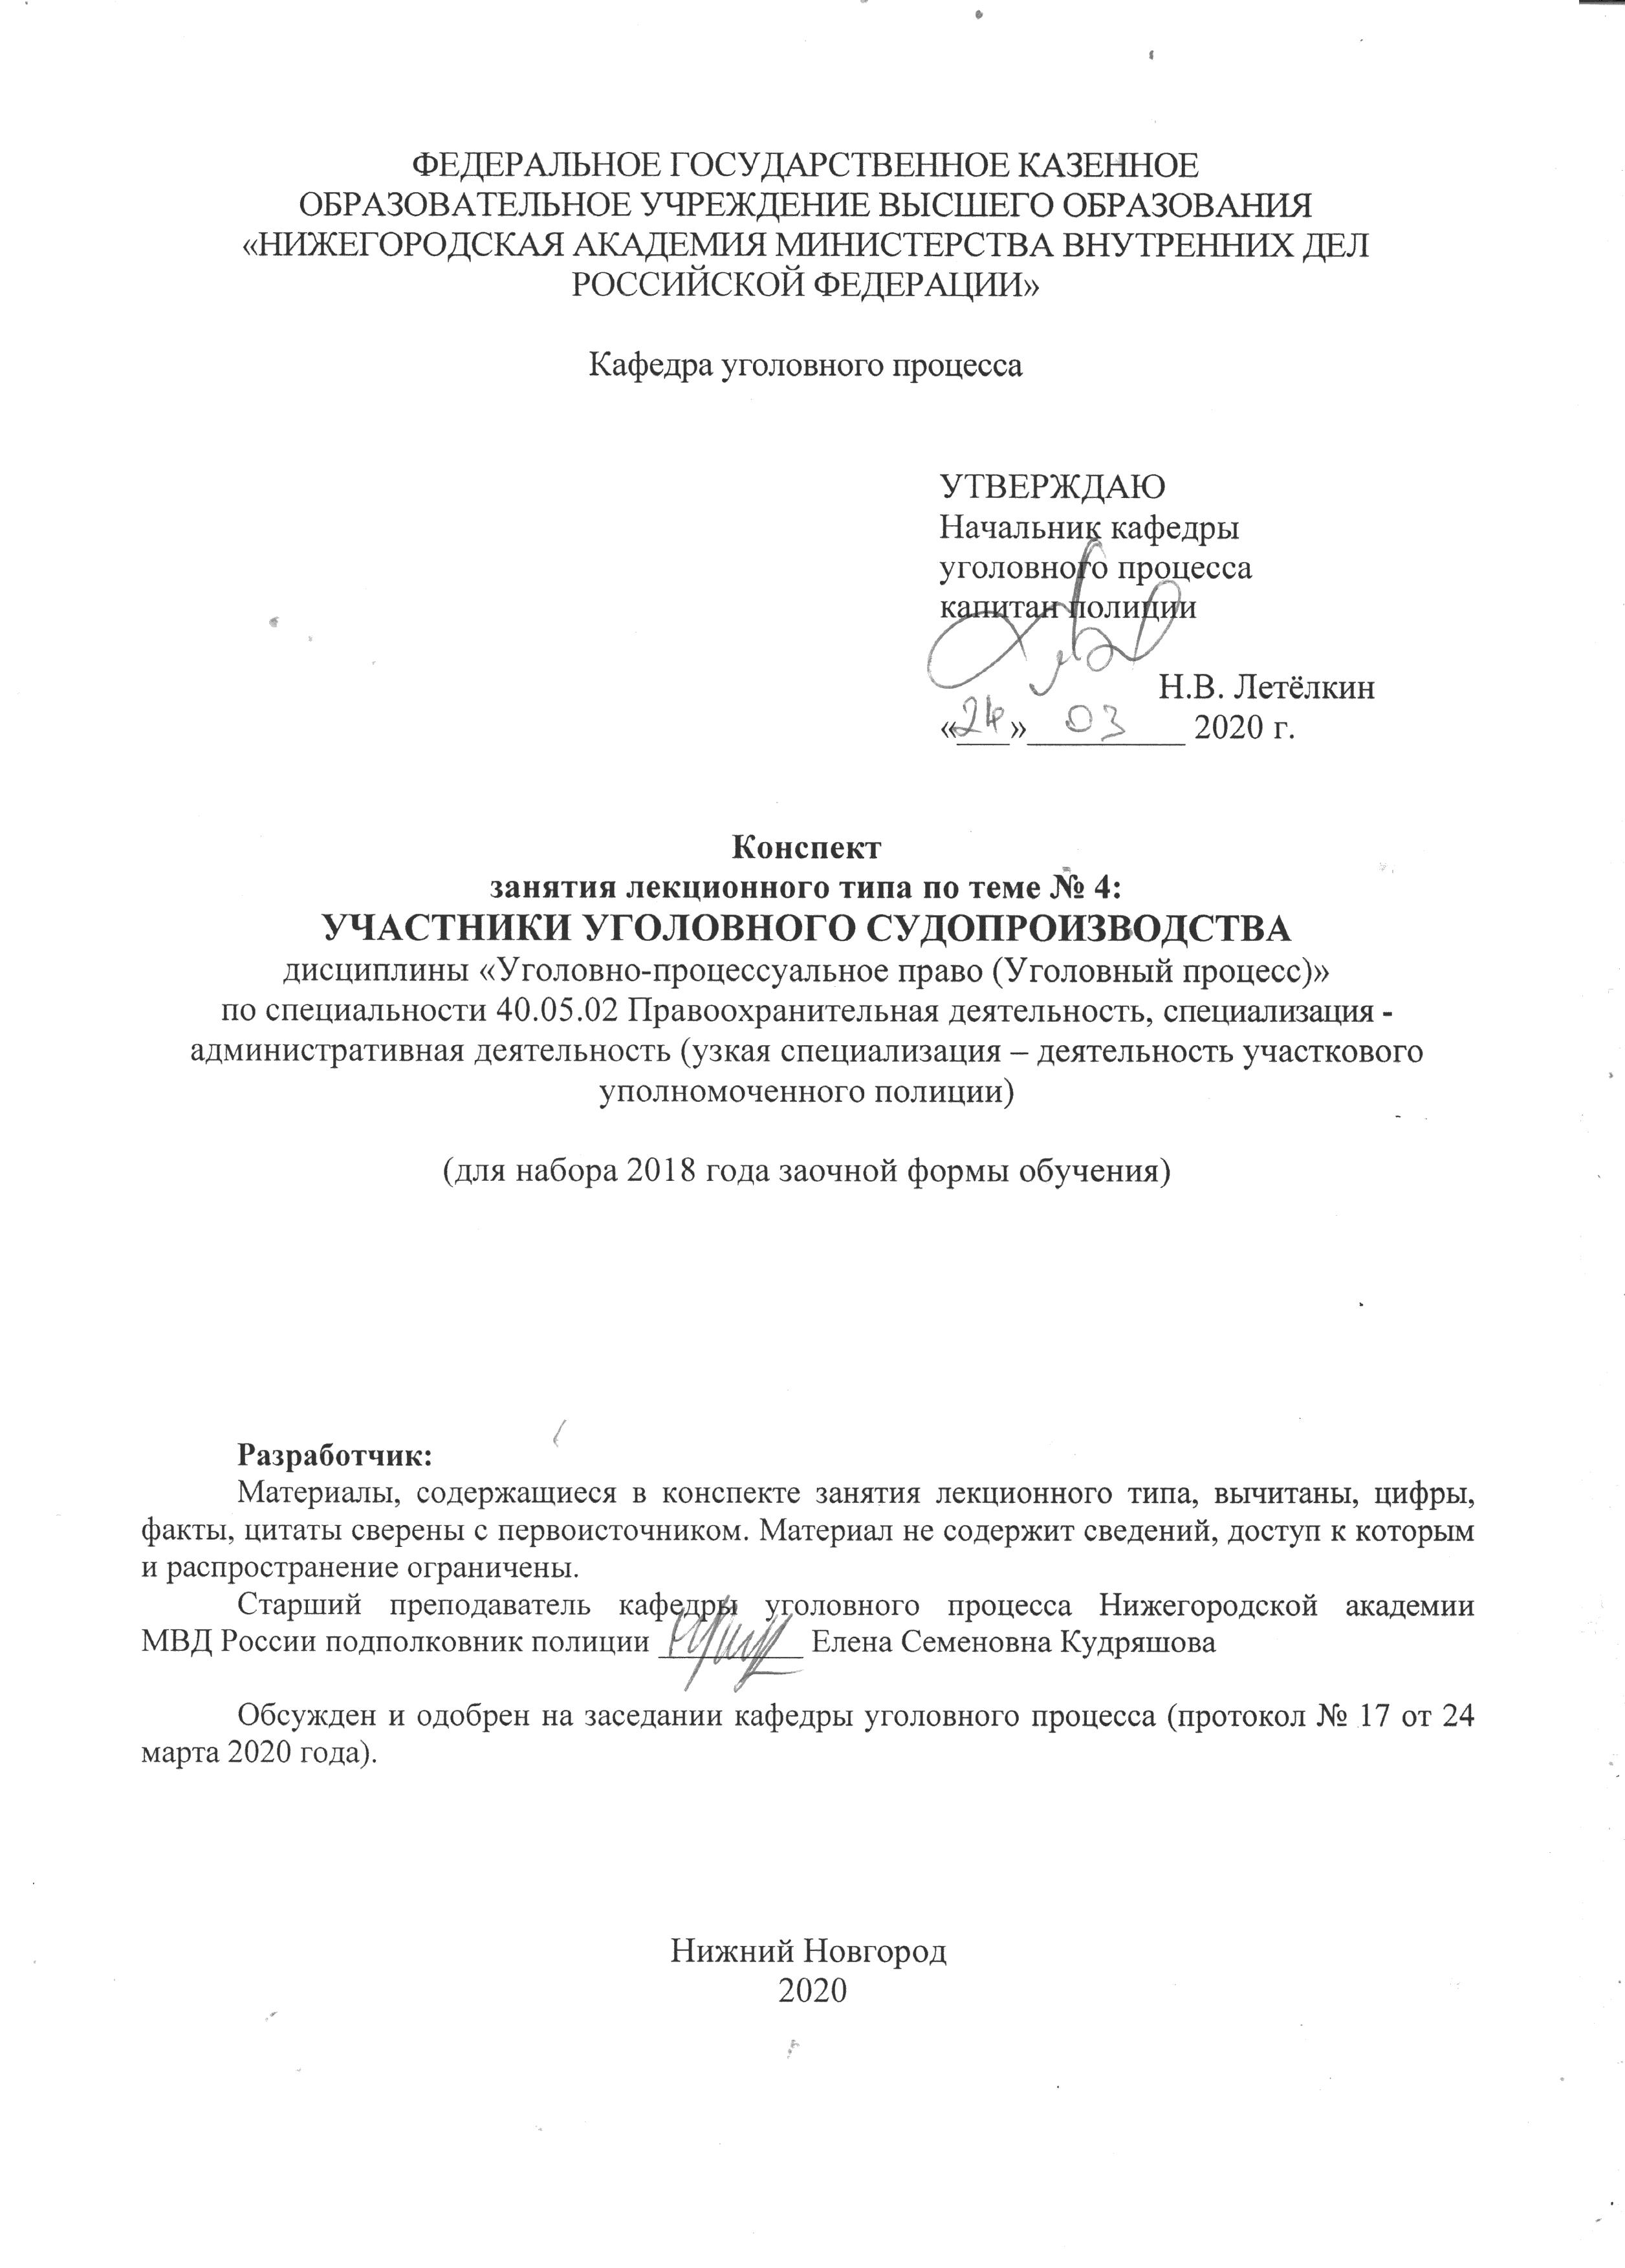 ФЕДЕРАЛЬНОЕ ГОСУДАРСТВЕННОЕ КАЗЕННОЕ
ОБРАЗОВАТЕЛЬНОЕ УЧРЕЖДЕНИЕ ВЫСШЕГО ОБРАЗОВАНИЯ
«НИЖЕГОРОДСКАЯ АКАДЕМИЯ МИНИСТЕРСТВА ВНУТРЕННИХ ДЕЛ
РОССИЙСКОЙ ФЕДЕРАЦИИ»
Кафедра уголовного процесса
УТВЕРЖДАЮ
Начальник кафедры
уголовного процесса
капитан полиции
Н.В. Летёлкин
«24» 03 2020 г.
Конспект
занятия лекционного типа по теме № 4:
УЧАСТНИКИ УГОЛОВНОГО СУДОПРОИЗВОДСТВА
дисциплины «Уголовно-процессуальное право (Уголовный процесс)»
по специальности 40.05.02 Правоохранительная деятельность, специализация -
административная деятельность (узкая специализация – деятельность участкового
уполномоченного полиции)
(для набора 2018 года заочной формы обучения)
Разработчик:
Материалы, содержащиеся в конспекте занятия лекционного типа, вычитаны, цифры,
факты, цитаты сверены с первоисточником. Материал не содержит сведений, доступ к которым
и распространение ограничены.
Старший преподаватель кафедры уголовного процесса Нижегородской академии
МВД России подполковник полиции _________ Елена Семеновна Кудряшова
Обсужден и одобрен на заседании кафедры уголовного процесса (протокол № 17 от 24
марта 2020 года).
Нижний Новгород
2020